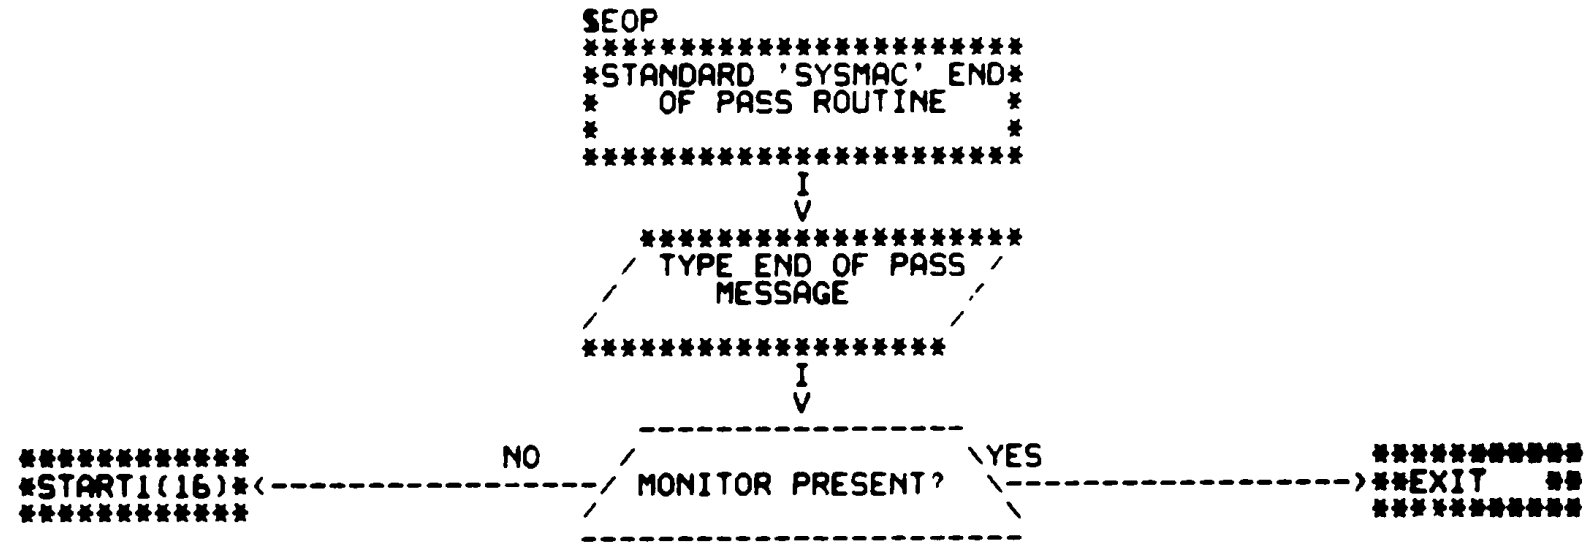 $EOP
STANDARD 'SYSMAC' END
OF PASS ROUTINE
TYPE END OF PASS
MESSAGE
NO
YES
START1(16)
MONITOR PRESENT?
EXIT